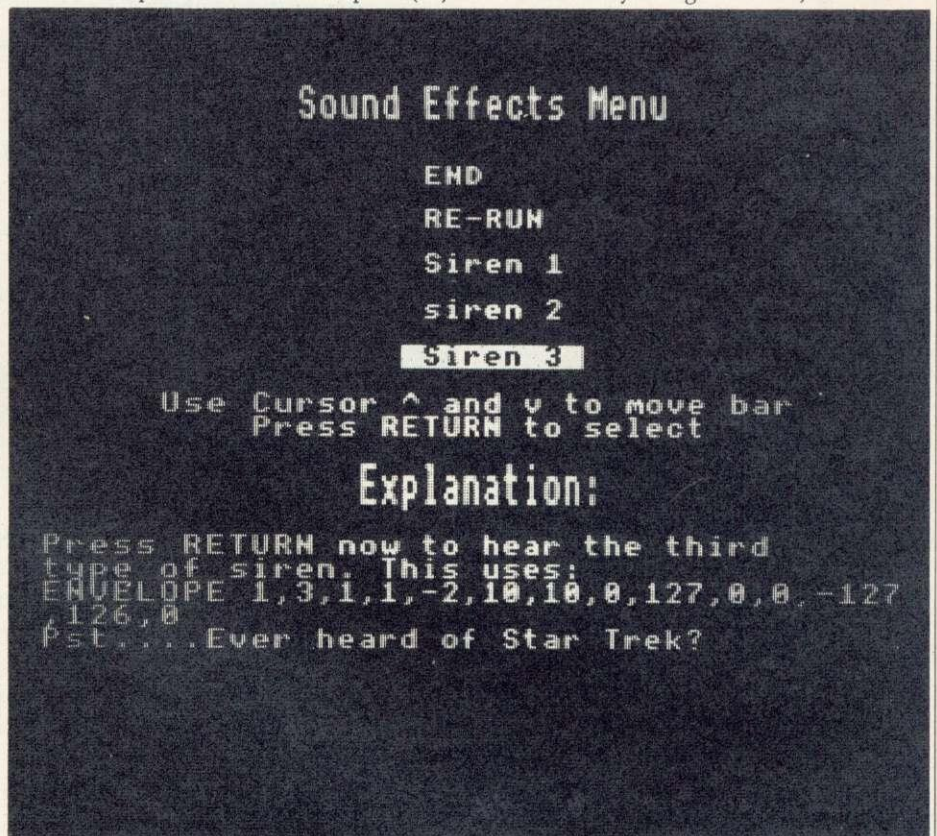 Sound Effects Menu
END
RE-RUN
Siren 1
siren 2
Siren 3
Use Cursor ^ and v to move bar
Press RETURN to select
Explanation:
Press RETURN now to hear the third
type of siren. This uses:
ENVELOPE 1,3,1,1,-2,10,10,0,127,0,0,-127
,126,0
Pst....Ever heard of Star Trek?